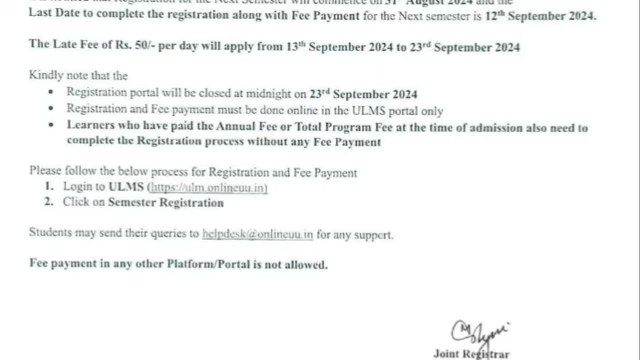 Last Date to complete the registration along with Fee Payment for the Next semester is 12th September 2024.
The Late Fee of Rs. 50/- per day will apply from 13th September 2024 to 23rd September 2024
Kindly note that the
• Registration portal will be closed at midnight on 23rd September 2024
• Registration and Fee payment must be done online in the ULMS portal only
• Learners who have paid the Annual Fee or Total Program Fee at the time of admission also need to
complete the Registration process without any Fee Payment
Please follow the below process for Registration and Fee Payment
1. Login to ULMS (https://ulm.onlineuu.in)
2. Click on Semester Registration
Students may send their queries to helpdesk@onlineuu.in for any support.
Fee payment in any other Platform/Portal is not allowed.
Joint Registrar